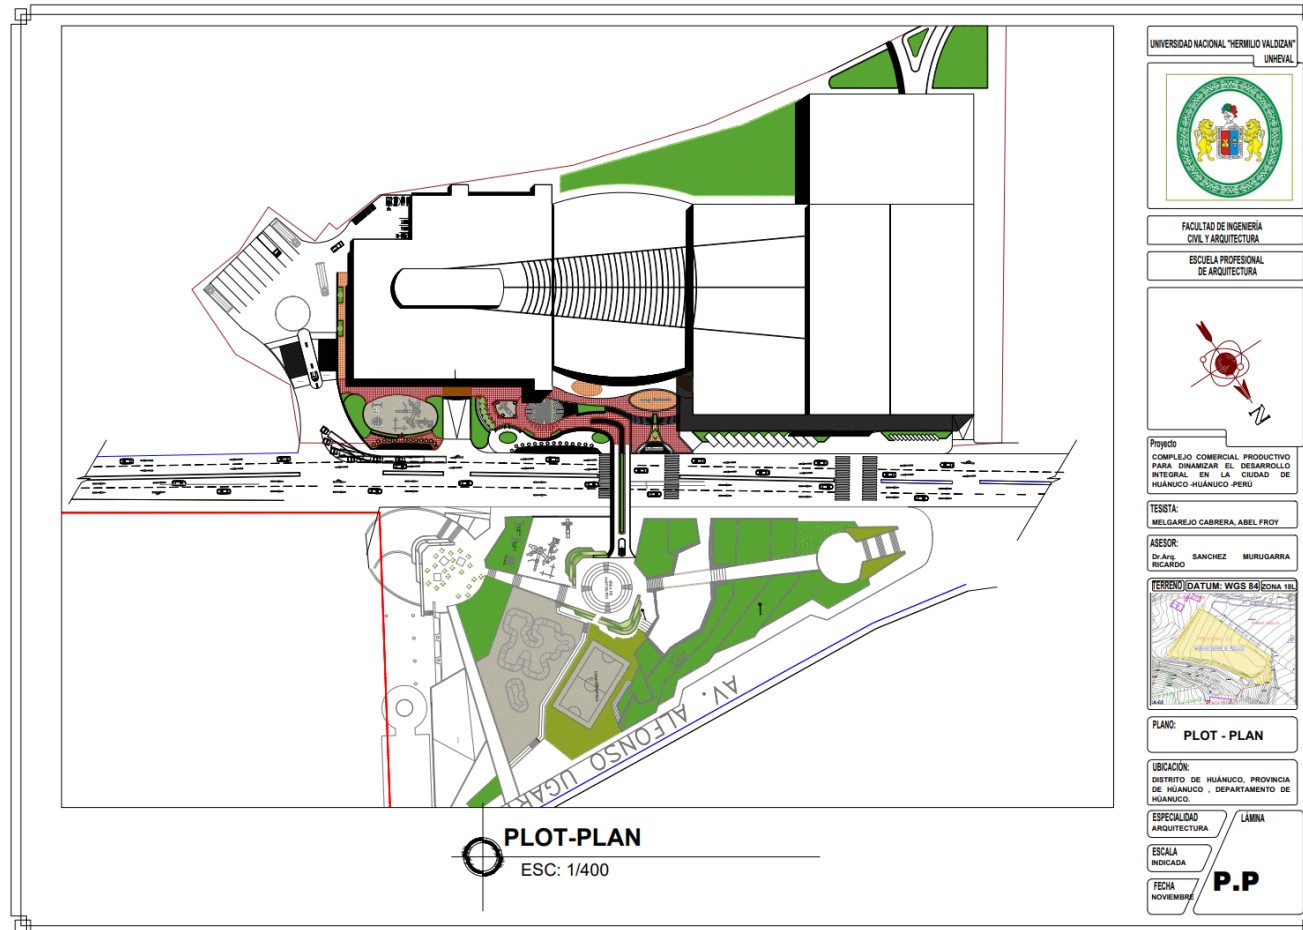 AV. ALFONSO UGAR
PLOT-PLAN
ESC: 1/400
UNIVERSIDAD NACIONAL "HERMILIO VALDIZAN"
UNHEVAL
FACULTAD DE INGENIERÍA
CIVIL Y ARQUITECTURA
ESCUELA PROFESIONAL
DE ARQUITECTURA
N
Proyecto
COMPLEJO COMERCIAL PRODUCTIVO
PARA DINAMIZAR EL DESARROLLO
INTEGRAL EN LA CIUDAD DE
HUÁNUCO -HUÁNUCO -PERÚ
TESISTA:
MELGAREJO CABRERA, ABEL FROY
ASESOR:
Dr.Arq. SANCHEZ MURUGARRA
RICARDO
TERRENO DATUM: WGS 84 ZONA 18L
PLANO:
PLOT - PLAN
UBICACIÓN:
DISTRITO DE HUÁNUCO, PROVINCIA
DE HÚANUCO , DEPARTAMENTO DE
HÚANUCO.
ESPECIALIDAD
ARQUITECTURA
LÁMINA
ESCALA
INDICADA
P.P
FECHA
NOVIEMBRE